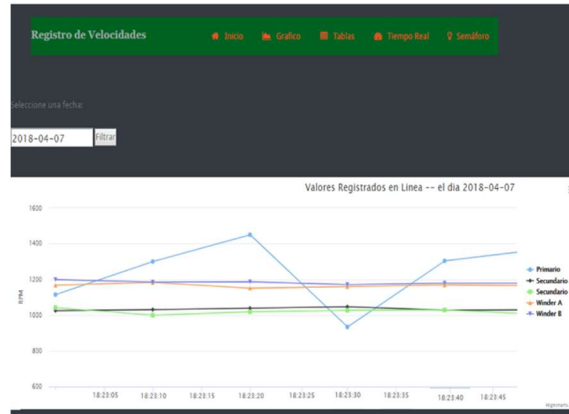 Registro de Velocidades
Inicio
Grafico
Tablas
Tiempo Real
Semáforo
Seleccione una fecha:
2018-04-07
Filtrar
Valores Registrados en Linea -- el dia 2018-04-07
1600
1400
1200
1000
800
600
RPM
Primario
Secundario
Secundario
Winder A
Winder B
18:23:05
18:23:10
18:23:15
18:23:20
18:23:25
18:23:30
18:23:35
18:23:40
18:23:45